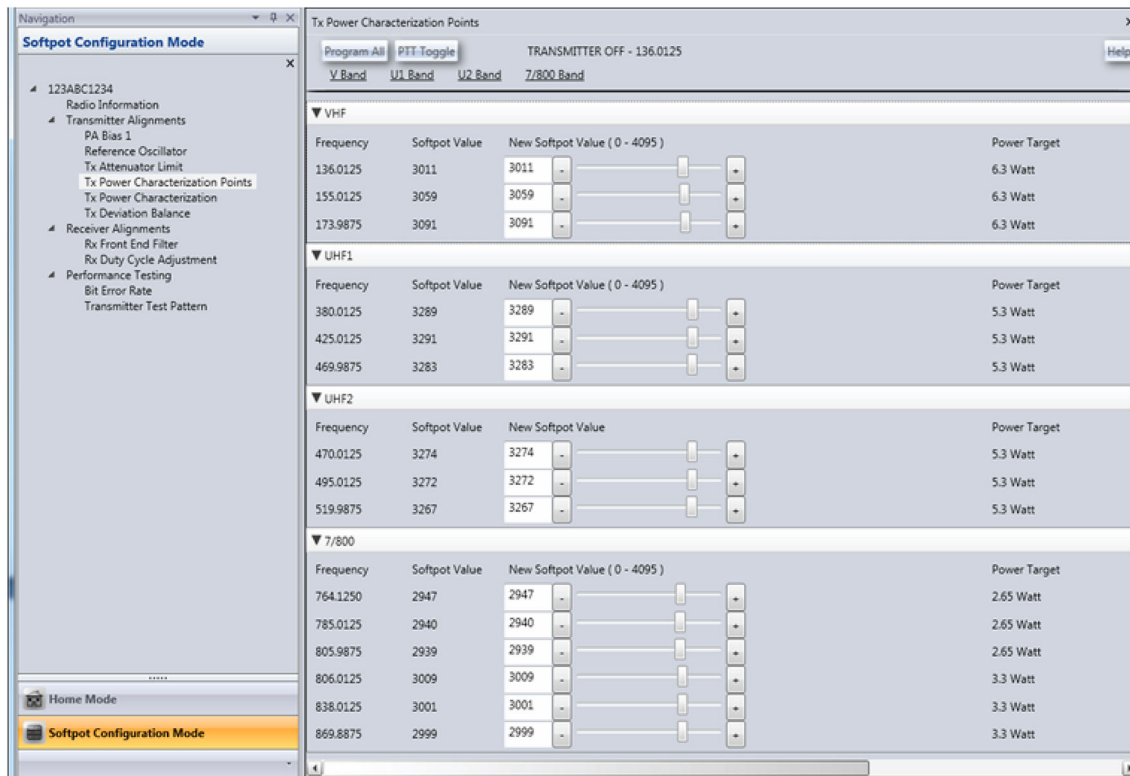 Navigation
Softpot Configuration Mode
123ABC1234
Radio Information
Transmitter Alignments
PA Bias 1
Reference Oscillator
Tx Attenuator Limit
Tx Power Characterization Points
Tx Power Characterization
Tx Deviation Balance
Receiver Alignments
Rx Front End Filter
Rx Duty Cycle Adjustment
Performance Testing
Bit Error Rate
Transmitter Test Pattern
Home Mode
Softpot Configuration Mode
Tx Power Characterization Points
Program All PTT Toggle TRANSMITTER OFF - 136.0125 Help
V Band U1 Band U2 Band 7/800 Band
VHF
Frequency Softpot Value New Softpot Value ( 0 - 4095 ) Power Target
136.0125 3011 3011 - + 6.3 Watt
155.0125 3059 3059 - + 6.3 Watt
173.9875 3091 3091 - + 6.3 Watt
UHF1
Frequency Softpot Value New Softpot Value ( 0 - 4095 ) Power Target
380.0125 3289 3289 - + 5.3 Watt
425.0125 3291 3291 - + 5.3 Watt
469.9875 3283 3283 - + 5.3 Watt
UHF2
Frequency Softpot Value New Softpot Value Power Target
470.0125 3274 3274 - + 5.3 Watt
495.0125 3272 3272 - + 5.3 Watt
519.9875 3267 3267 - + 5.3 Watt
7/800
Frequency Softpot Value New Softpot Value ( 0 - 4095 ) Power Target
764.1250 2947 2947 - + 2.65 Watt
785.0125 2940 2940 - + 2.65 Watt
805.9875 2939 2939 - + 2.65 Watt
806.0125 3009 3009 - + 3.3 Watt
838.0125 3001 3001 - + 3.3 Watt
869.8875 2999 2999 - + 3.3 Watt